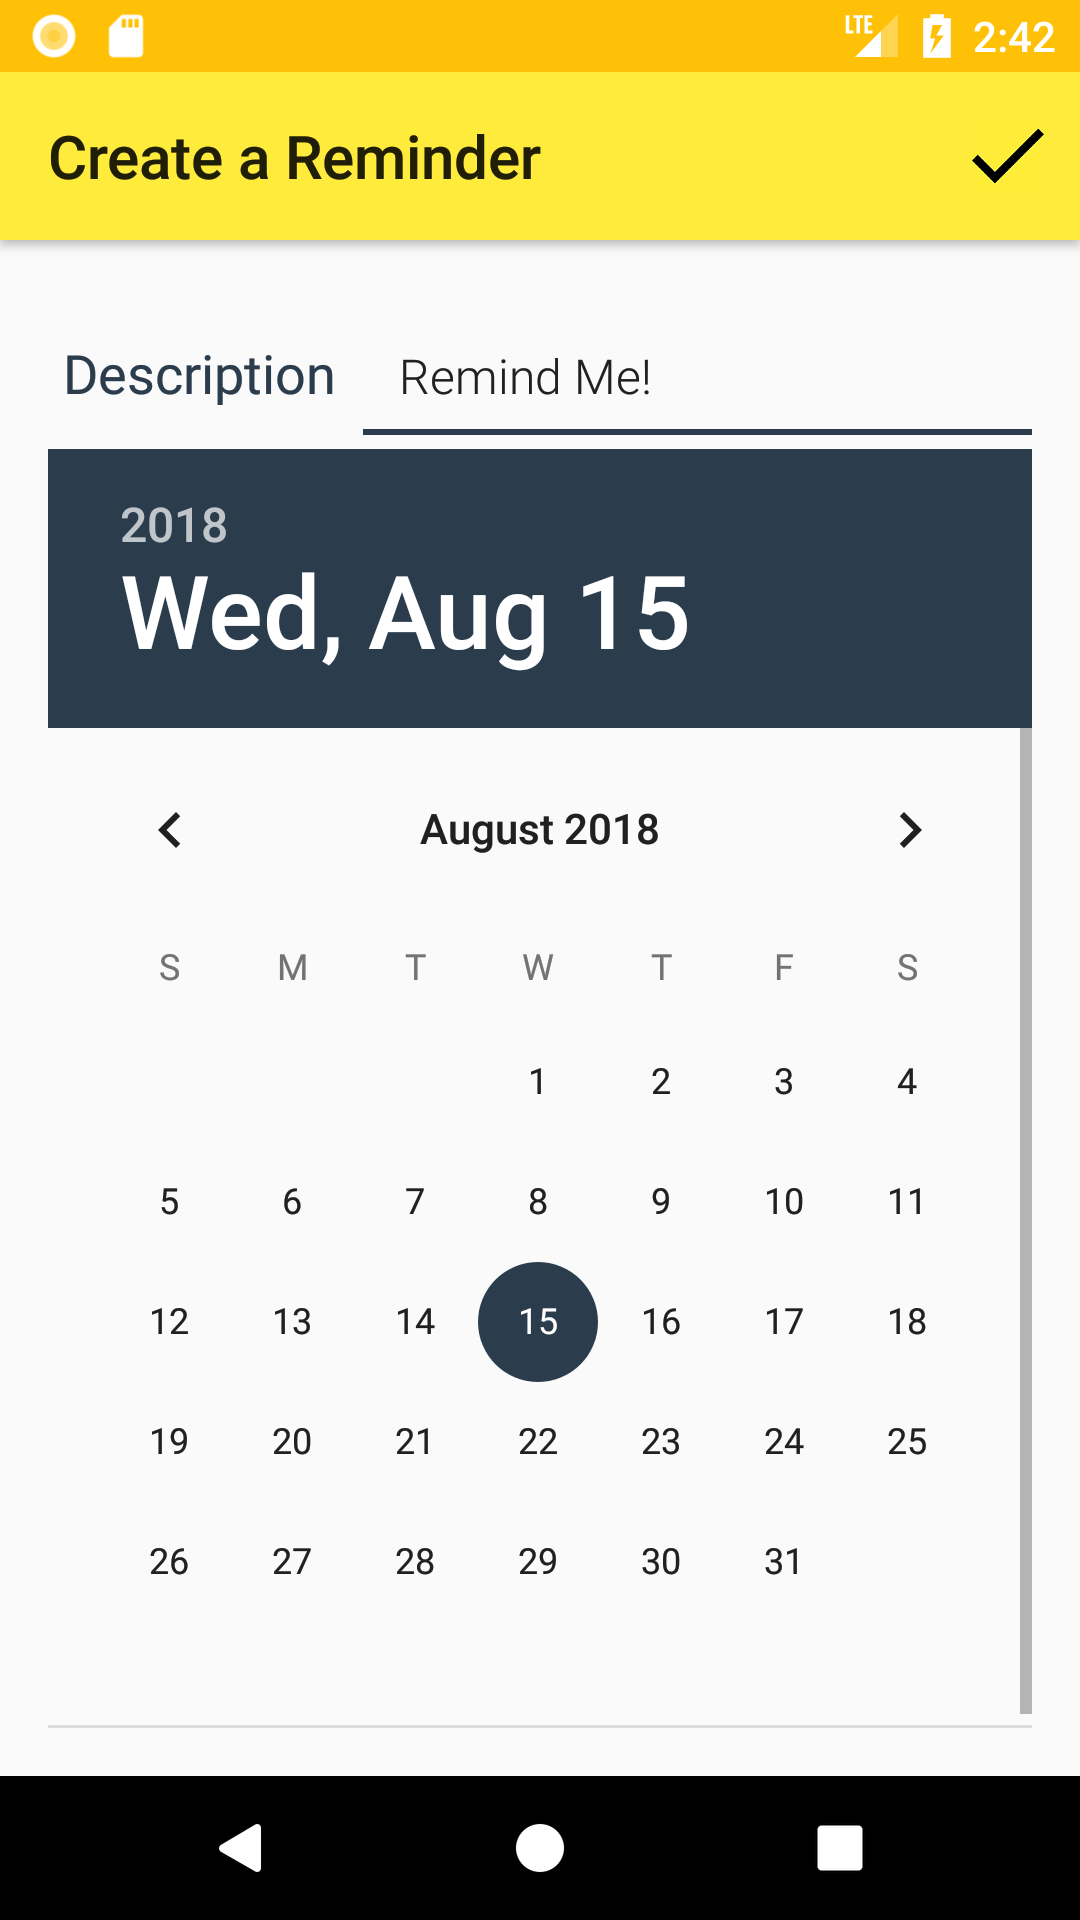 LTE 2:42
Create a Reminder
Description Remind Me!
2018
Wed, Aug 15
August 2018
S M T W T F S
1 2 3 4
5 6 7 8 9 10 11
12 13 14 15 16 17 18
19 20 21 22 23 24 25
26 27 28 29 30 31